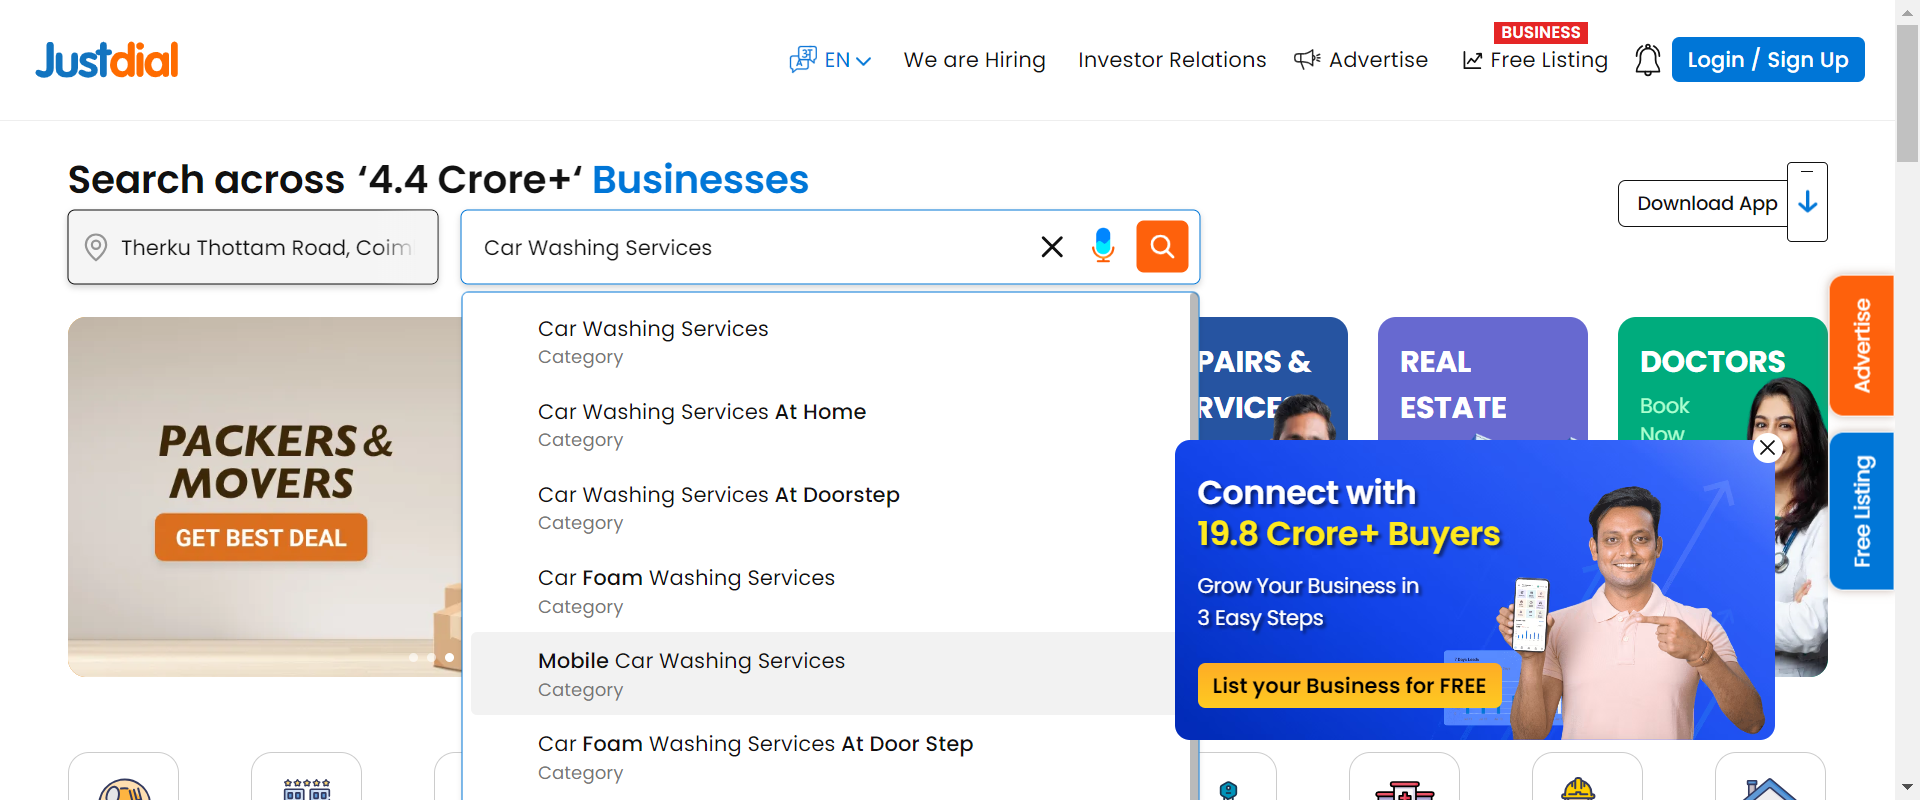 Justdial
EN
We are Hiring
Investor Relations
Advertise
BUSINESS
Free Listing
Login / Sign Up
Search across ‘4.4 Crore+‘ Businesses
Download App
Therku Thottam Road, Coim
Car Washing Services
Car Washing Services
Category
Car Washing Services At Home
Category
Car Washing Services At Doorstep
Category
Car Foam Washing Services
Category
Mobile Car Washing Services
Category
Car Foam Washing Services At Door Step
Category
PACKERS &
MOVERS
GET BEST DEAL
PAIRS &
RVICE
REAL
ESTATE
DOCTORS
Book
Now
Advertise
Free Listing
Connect with
19.8 Crore+ Buyers
Grow Your Business in
3 Easy Steps
List your Business for FREE